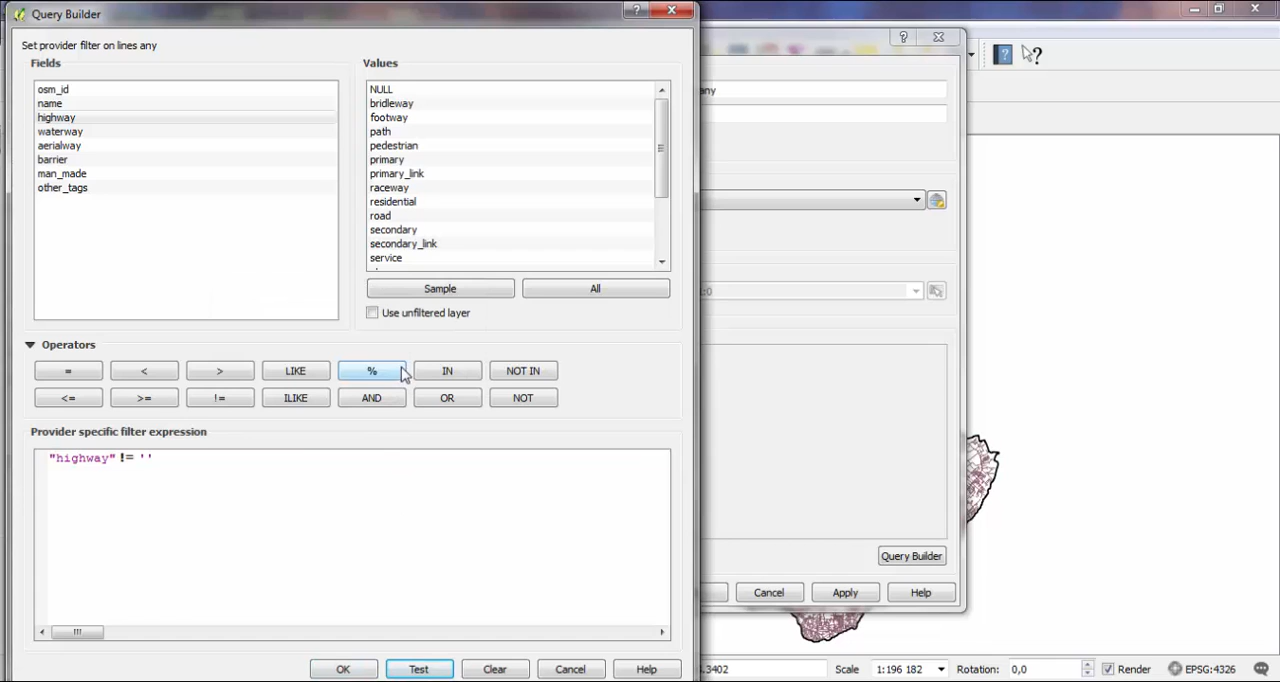 Query Builder
Set provider filter on lines any
Fields
Values
osm_id
name
highway
waterway
aerialway
barrier
man_made
other_tags
NULL
bridleway
footway
path
pedestrian
primary
primary_link
raceway
residential
road
secondary
secondary_link
service
Sample
All
Use unfiltered layer
Operators
= < > LIKE % IN NOT IN
<= >= != ILIKE AND OR NOT
Provider specific filter expression
"highway" != ''
OK Test Clear Cancel Help
any
1:0
Query Builder
Cancel Apply Help
.3402 Scale 1:196 182 Rotation: 0,0 Render EPSG:4326